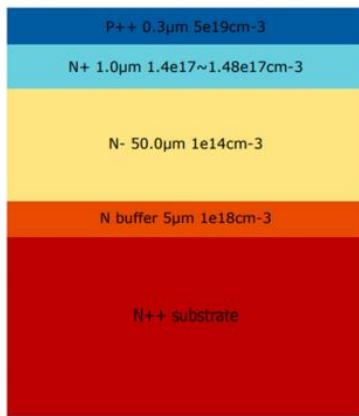 P++ 0.3μm 5e19cm-3
N+ 1.0μm 1.4e17~1.48e17cm-3
N- 50.0μm 1e14cm-3
N buffer 5μm 1e18cm-3
N++ substrate